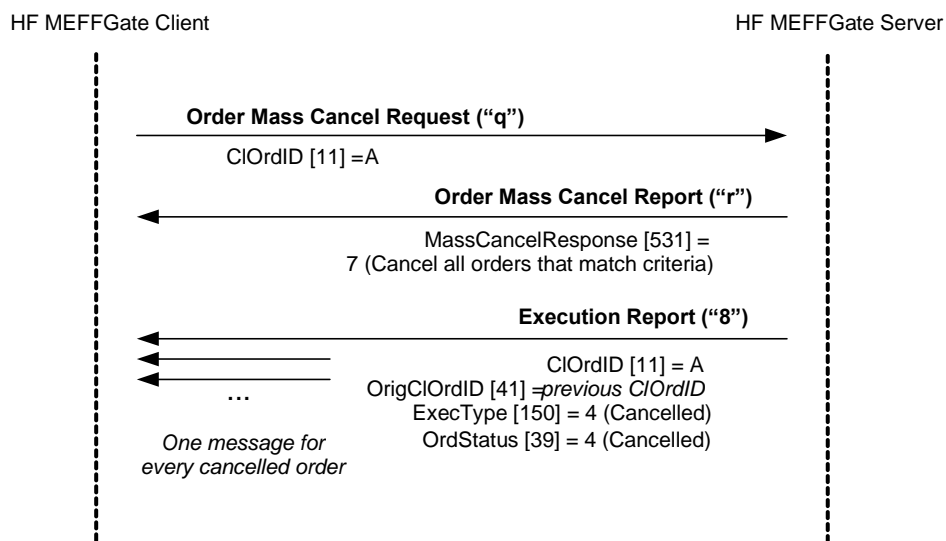 HF MEFFGate Client
HF MEFFGate Server
Order Mass Cancel Request (“q”)
ClOrdID [11] =A
Order Mass Cancel Report (“r”)
MassCancelResponse [531] =
7 (Cancel all orders that match criteria)
Execution Report (“8”)
ClOrdID [11] = A
OrigClOrdID [41] =previous ClOrdID
ExecType [150] = 4 (Cancelled)
OrdStatus [39] = 4 (Cancelled)
...
One message for
every cancelled order